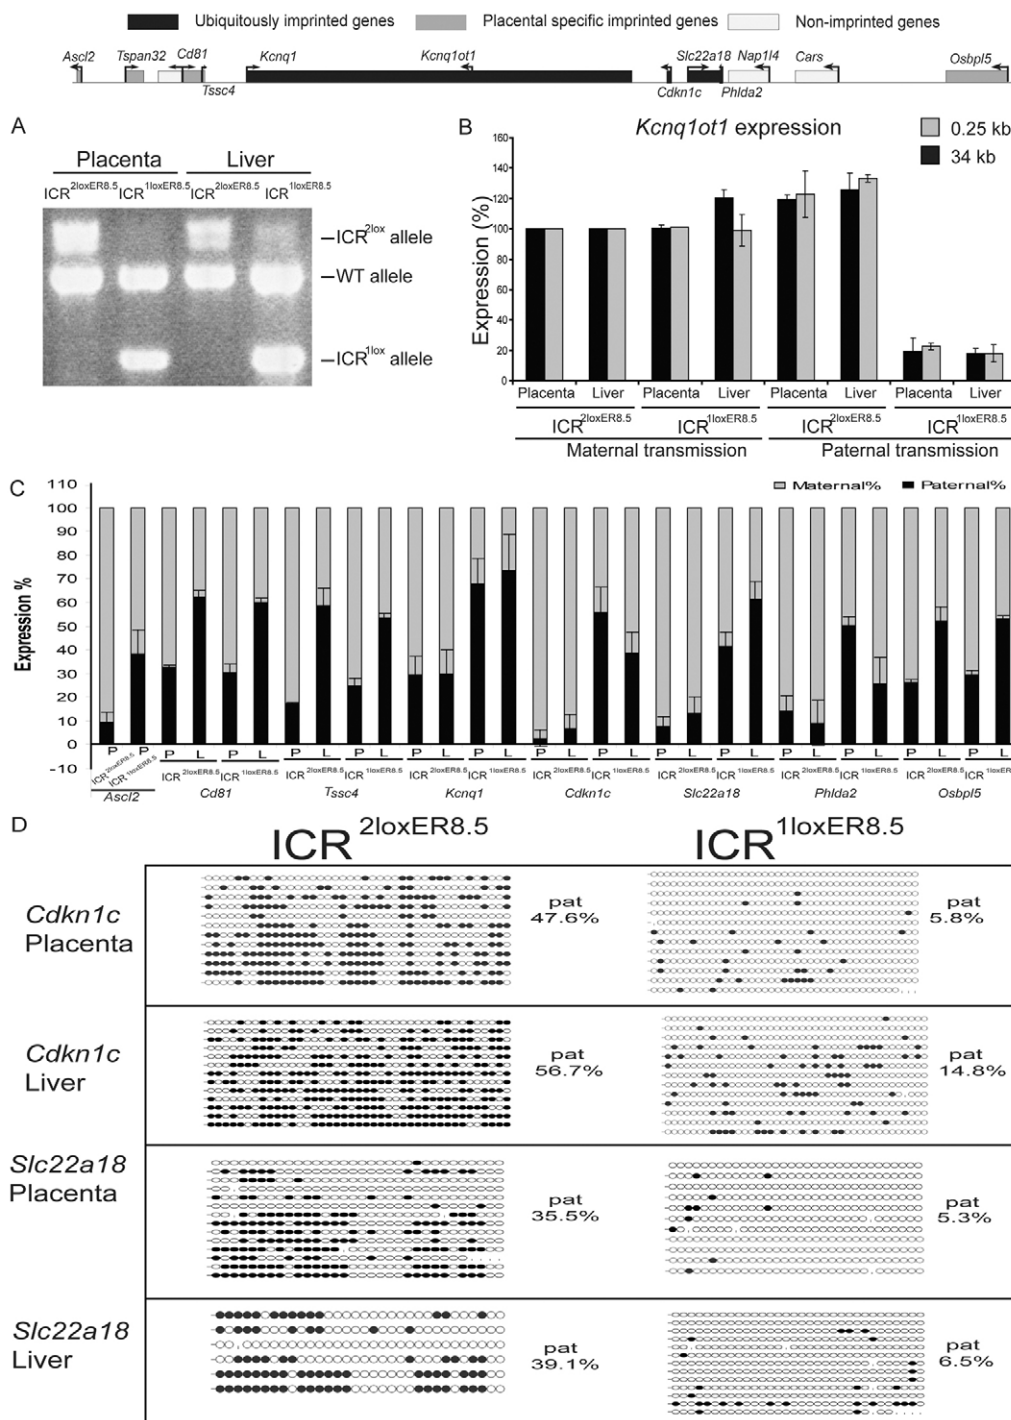 Ubiquitously imprinted genes
Placental specific imprinted genes
Non-imprinted genes
Ascl2 Tspan32 Cd81 Kcnq1 Kcnq1ot1 Slc22a18 Nap1l4 Cars Osbpl5
Tssc4 Cdkn1c Phlda2
A
Placenta Liver
ICR2loxER8.5 ICR1loxER8.5 ICR2loxER8.5 ICR1loxER8.5
ICR2lox allele
WT allele
ICR1lox allele
B
Kcnq1ot1 expression
0.25 kb
34 kb
Expression (%)
160
140
120
100
80
60
40
20
0
Placenta Liver Placenta Liver Placenta Liver Placenta Liver
ICR2loxER8.5 ICR1loxER8.5 ICR2loxER8.5 ICR1loxER8.5
Maternal transmission Paternal transmission
C
Maternal% Paternal%
Expression %
110
100
90
80
70
60
50
40
30
20
10
0
-10
P P P L P L P L P L P L P L P L P L P L P L P L P L P L P L
ICR2loxER8.5 ICR1loxER8.5 ICR2loxER8.5 ICR1loxER8.5 ICR2loxER8.5 ICR1loxER8.5 ICR2loxER8.5 ICR1loxER8.5 ICR2loxER8.5 ICR1loxER8.5 ICR2loxER8.5 ICR1loxER8.5 ICR2loxER8.5 ICR1loxER8.5 ICR2loxER8.5 ICR1loxER8.5
Ascl2 Cd81 Tssc4 Kcnq1 Cdkn1c Slc22a18 Phlda2 Osbpl5
D
ICR2loxER8.5 ICR1loxER8.5
Cdkn1c
Placenta
pat
47.6%
pat
5.8%
Cdkn1c
Liver
pat
56.7%
pat
14.8%
Slc22a18
Placenta
pat
35.5%
pat
5.3%
Slc22a18
Liver
pat
39.1%
pat
6.5%